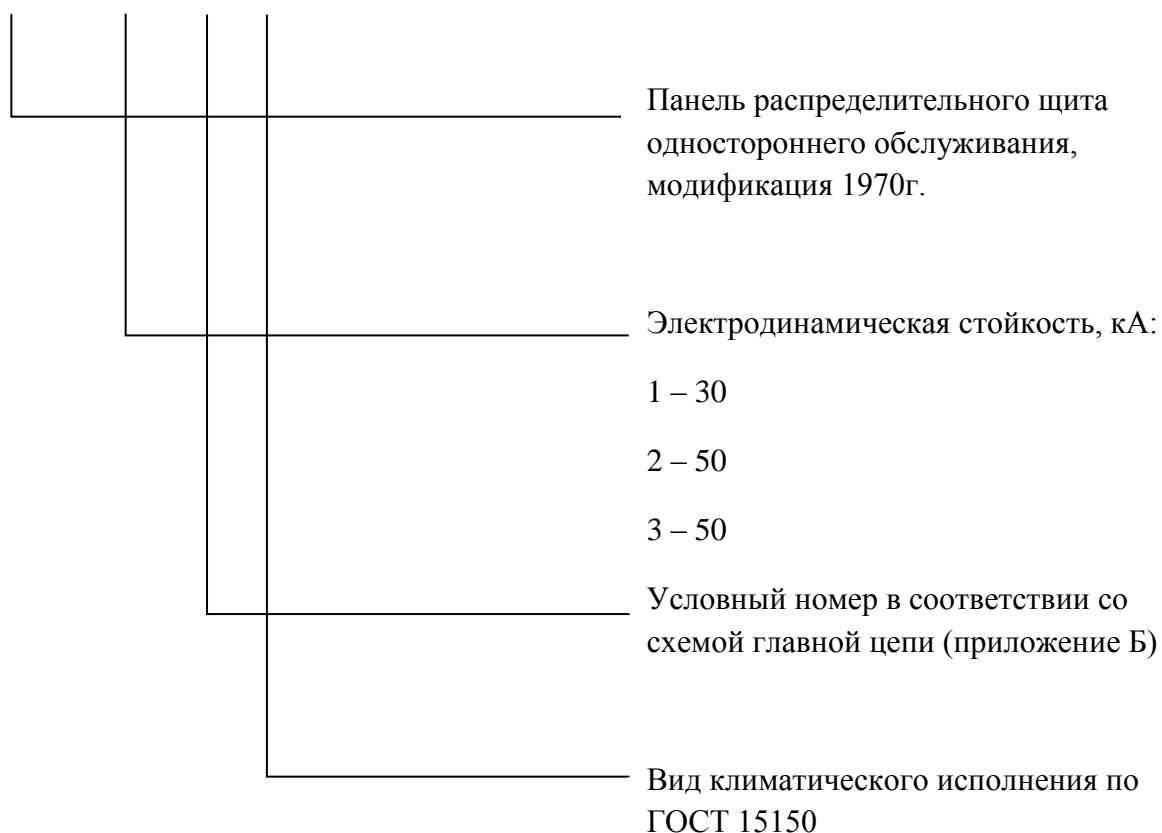 Панель распределительного щита
одностороннего обслуживания,
модификация 1970г.
Электродинамическая стойкость, кА:
1 – 30
2 – 50
3 – 50
Условный номер в соответствии со
схемой главной цепи (приложение Б)
Вид климатического исполнения по
ГОСТ 15150